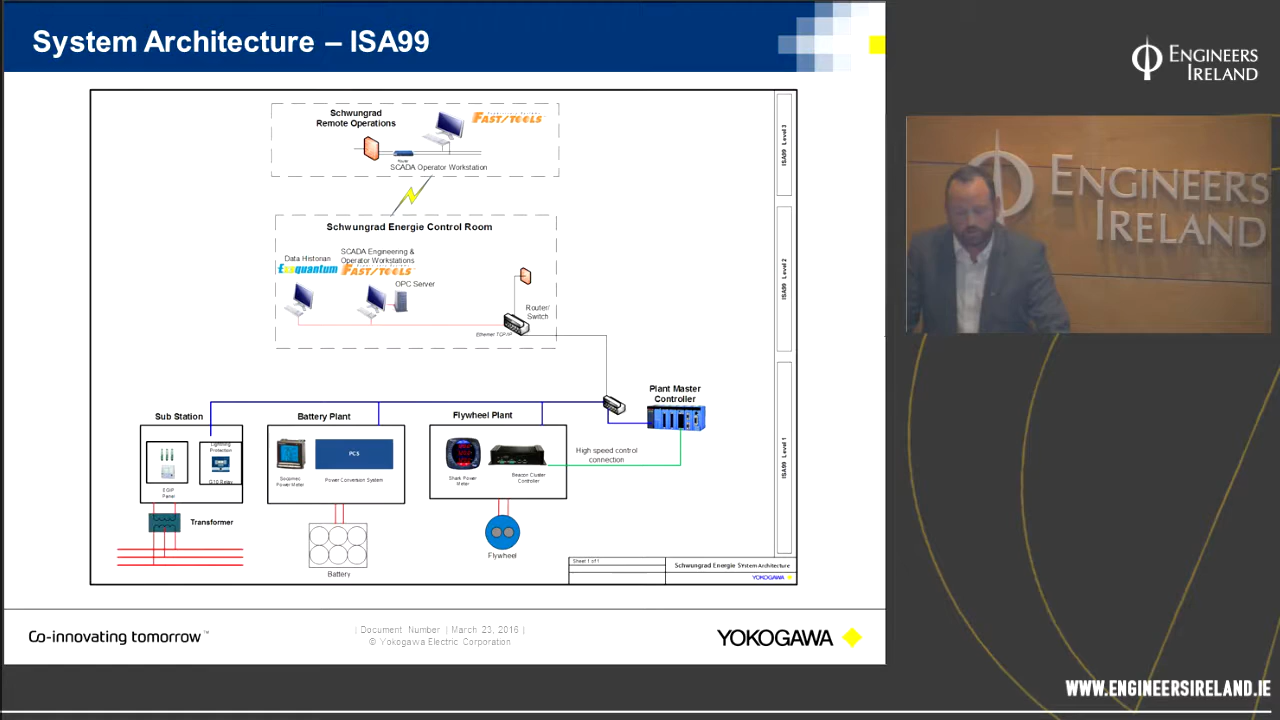 System Architecture – ISA99
ENGINEERS
IRELAND
Schwungrad
Remote Operations
FAST/TOOLS
Router
SCADA Operator Workstation
ISA99 Level 3
Schwungrad Energie Control Room
Data Historian
Exaquantum
SCADA Engineering &
Operator Workstations
FAST/TOOLS
OPC Server
Router/
Switch
Ethernet TCP/IP
ISA99 Level 2
Plant Master
Controller
Sub Station
Battery Plant
Flywheel Plant
High speed control
connection
Lightning
Protection
G10 Relay
EGIP
Panel
PCS
Socomec
Power Meter
Power Conversion System
Shark Power
Meter
Beacon Cluster
Controller
ISA99 Level 1
Transformer
Battery
Flywheel
Sheet 1 of 1
Schwungrad Energie System Architecture
YOKOGAWA
Co-innovating tomorrow™
| Document Number | March 23, 2016 |
© Yokogawa Electric Corporation
YOKOGAWA
ENGINEERS
IRELAND
WWW.ENGINEERSIRELAND.IE